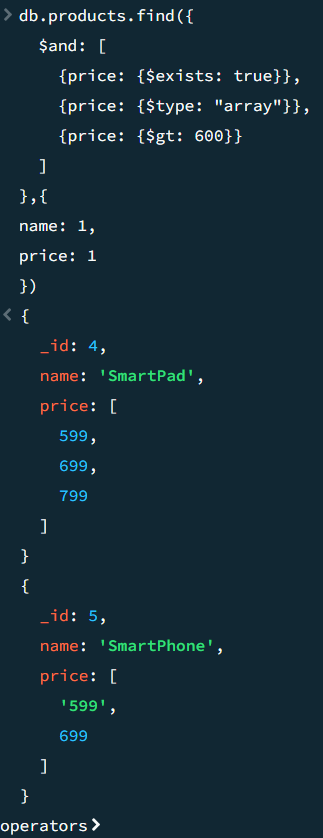 > db.products.find({
$and: [
{price: {$exists: true}},
{price: {$type: "array"}},
{price: {$gt: 600}}
]
},{
name: 1,
price: 1
})
< {
_id: 4,
name: 'SmartPad',
price: [
599,
699,
799
]
}
{
_id: 5,
name: 'SmartPhone',
price: [
'599',
699
]
}
operators>